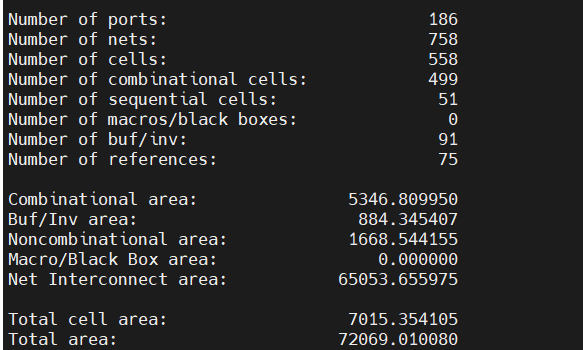 Number of ports: 186
Number of nets: 758
Number of cells: 558
Number of combinational cells: 499
Number of sequential cells: 51
Number of macros/black boxes: 0
Number of buf/inv: 91
Number of references: 75
Combinational area: 5346.809950
Buf/Inv area: 884.345407
Noncombinational area: 1668.544155
Macro/Black Box area: 0.000000
Net Interconnect area: 65053.655975
Total cell area: 7015.354105
Total area: 72069.010080